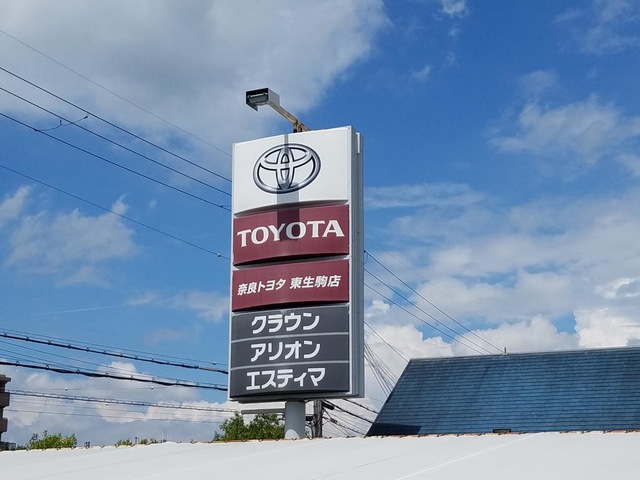 TOYOTA
奈良トヨタ 東生駒店
クラウン
アリオン
エスティマ